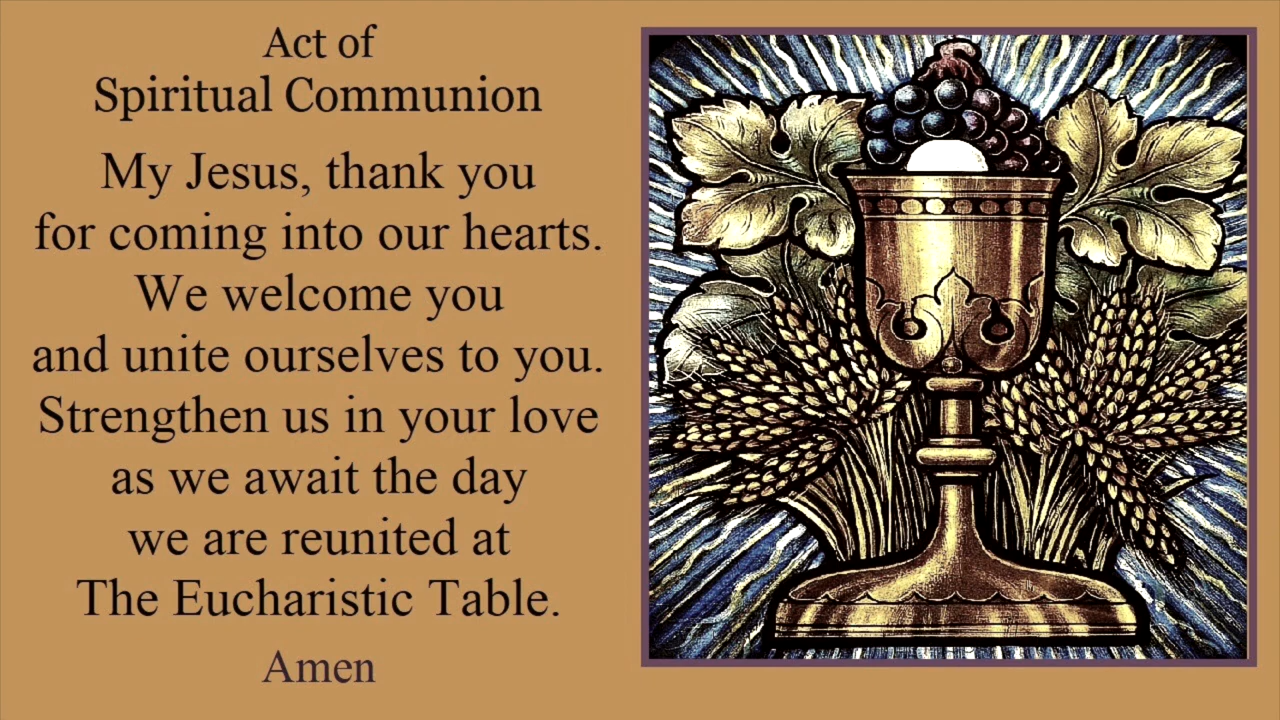 Act of
Spiritual Communion
My Jesus, thank you
for coming into our hearts.
We welcome you
and unite ourselves to you.
Strengthen us in your love
as we await the day
we are reunited at
The Eucharistic Table.
Amen